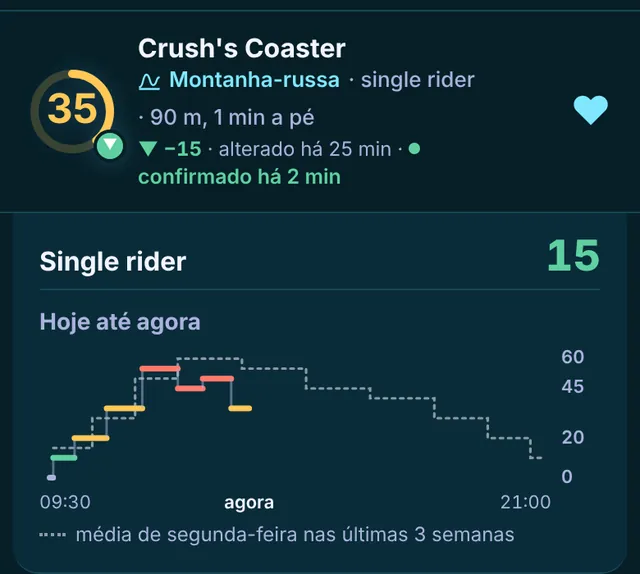 35
Crush's Coaster
Montanha-russa · single rider
· 90 m, 1 min a pé
▼ −15 · alterado há 25 min · ●
confirmado há 2 min
Single rider
15
Hoje até agora
60
45
20
0
09:30
agora
21:00
média de segunda-feira nas últimas 3 semanas